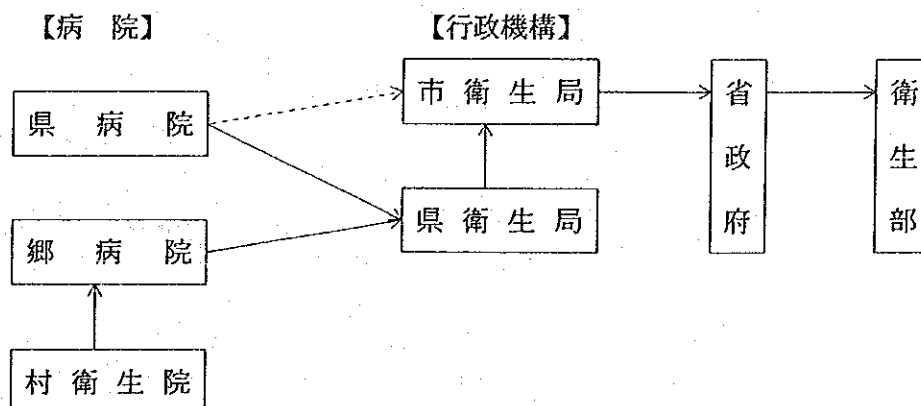 【病 院】
【行政機構】
県病院
郷病院
村衛生院
市衛生局
県衛生局
省政府
衛生部